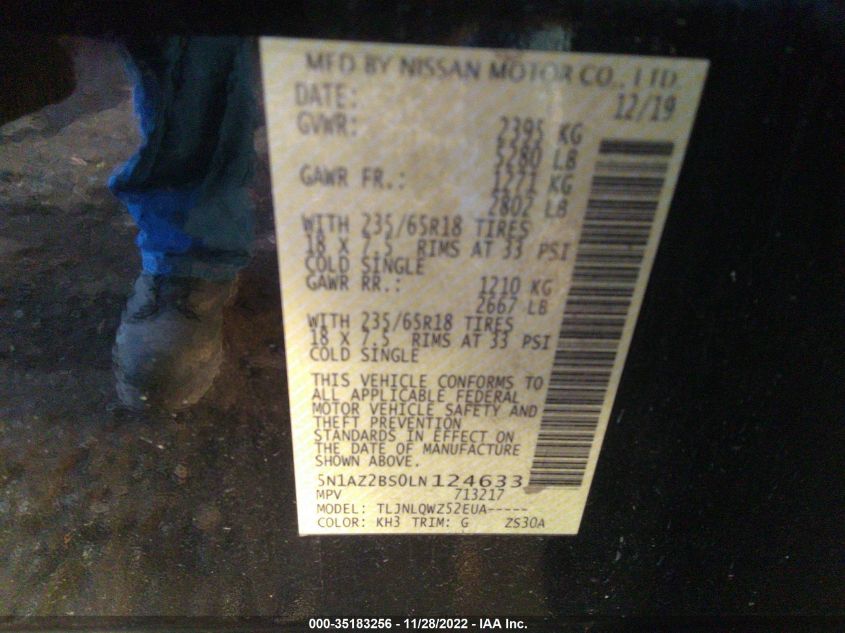 MFD BY NISSAN MOTOR CO., LTD.
DATE: 12/19
GVWR: 2395 KG
5280 LB
GAWR FR.: 1271 KG
2802 LB
WITH 235/65R18 TIRES
18 X 7.5 RIMS AT 33 PSI
COLD SINGLE
GAWR RR.: 1210 KG
2667 LB
WITH 235/65R18 TIRES
18 X 7.5 RIMS AT 33 PSI
COLD SINGLE
THIS VEHICLE CONFORMS TO
ALL APPLICABLE FEDERAL
MOTOR VEHICLE SAFETY AND
THEFT PREVENTION
STANDARDS IN EFFECT ON
THE DATE OF MANUFACTURE
SHOWN ABOVE.
5N1AZ2BS0LN124633
MPV 713217
MODEL: TLJNLQWZ52EUA-----
COLOR: KH3 TRIM: G ZS30A
000-35183256 - 11/28/2022 - IAA Inc.